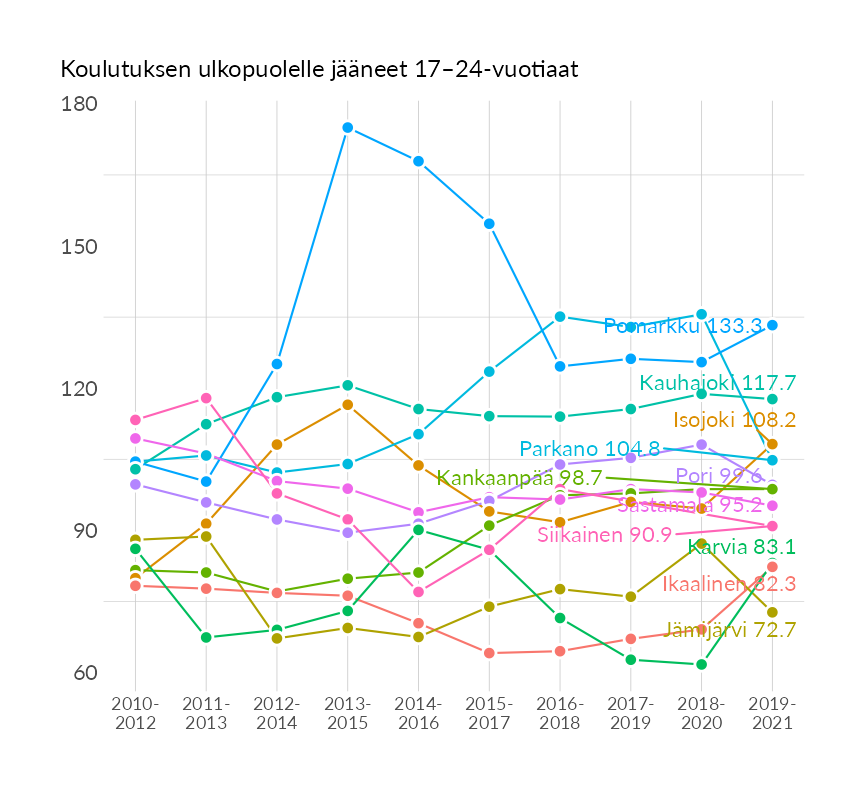 Koulutuksen ulkopuolelle jääneet 17–24-vuotiaat
180
150
120
90
60
Pomarkku 133.3
Kauhajoki 117.7
Isojoki 108.2
Parkano 104.8
Pori 99.6
Kankaanpää 98.7
Sastamala 95.2
Siikainen 90.9
Karvia 83.1
Ikaalinen 82.3
Jämijärvi 72.7
2010- 2011- 2012- 2013- 2014- 2015- 2016- 2017- 2018- 2019-
2012 2013 2014 2015 2016 2017 2018 2019 2020 2021